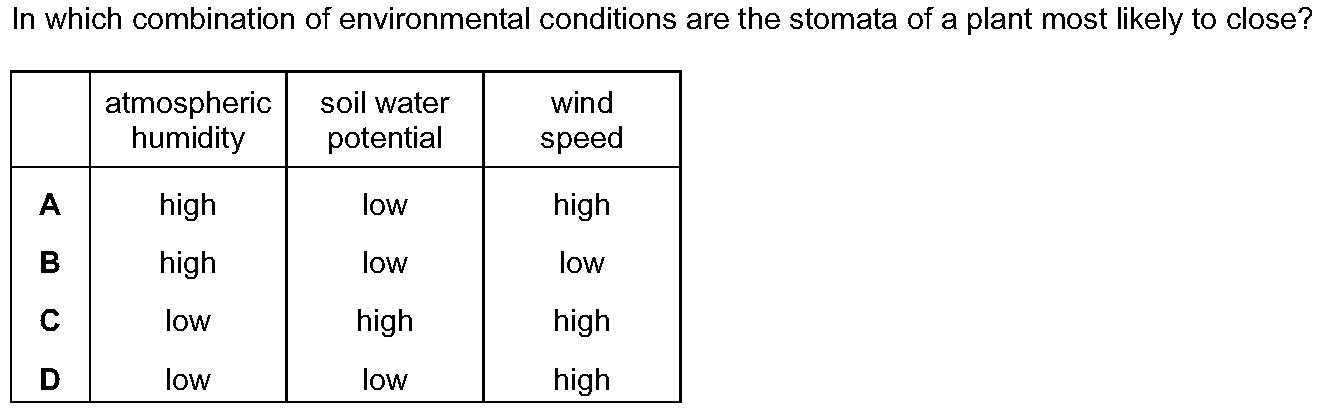 In which combination of environmental conditions are the stomata of a plant most likely to close?
atmospheric humidity soil water potential wind speed
A high low high
B high low low
C low high high
D low low high